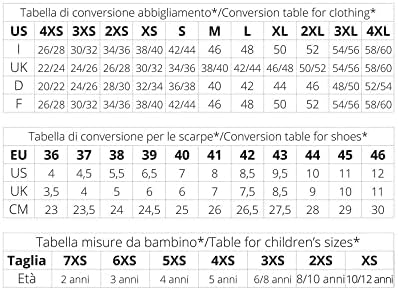 Tabella di conversione abbigliamento*/Conversion table for clothing*
US 4XS 3XS 2XS XS S M L XL 2XL 3XL 4XL
I 26/28 30/32 34/36 38/40 42/44 46 48 50 52 54/56 58/60
UK 22/24 24/26 26/28 30/32 34/36 38/40 42/44 46/48 50/52 54/56 58/60
D 20/22 24/26 28/30 32/34 36/38 40 42 44 46 48/50 52/54
F 26/28 30/32 34/36 38/40 42/44 46 48 50 52 54/56 58/60
Tabella di conversione per le scarpe*/Conversion table for shoes*
EU 36 37 38 39 40 41 42 43 44 45 46
US 4 4,5 5,5 6,5 7 8 8,5 9,5 10 11 12
UK 3,5 4 5 6 6 7 7,5 8,5 9 10 11
CM 23 23,5 24 24,5 25 26 26,5 27,5 28 29 30
Tabella misure da bambino*/Table for children's sizes*
Taglia 7XS 6XS 5XS 4XS 3XS 2XS XS
Età 2 anni 3 anni 4 anni 5 anni 6/8 anni 8/10 anni 10/12 anni